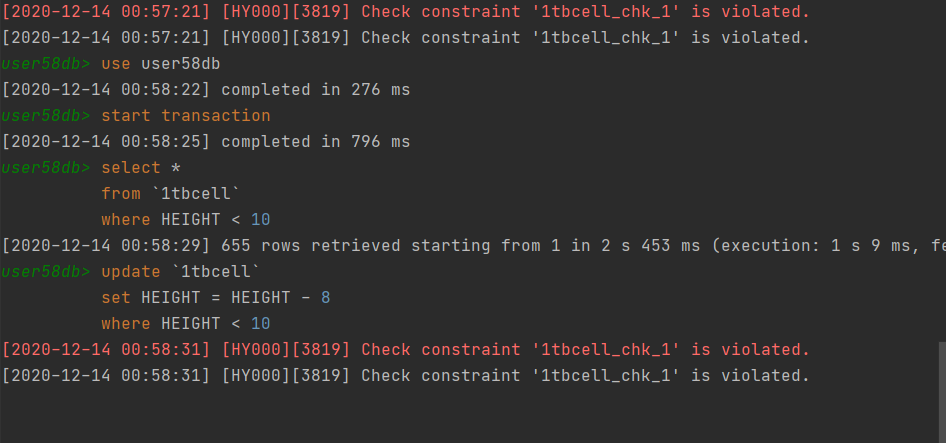 [2020-12-14 00:57:21] [HY000][3819] Check constraint '1tbcell_chk_1' is violated.
[2020-12-14 00:57:21] [HY000][3819] Check constraint '1tbcell_chk_1' is violated.
user58db> use user58db
[2020-12-14 00:58:22] completed in 276 ms
user58db> start transaction
[2020-12-14 00:58:25] completed in 796 ms
user58db> select *
from `1tbcell`
where HEIGHT < 10
[2020-12-14 00:58:29] 655 rows retrieved starting from 1 in 2 s 453 ms (execution: 1 s 9 ms, fe
user58db> update `1tbcell`
set HEIGHT = HEIGHT - 8
where HEIGHT < 10
[2020-12-14 00:58:31] [HY000][3819] Check constraint '1tbcell_chk_1' is violated.
[2020-12-14 00:58:31] [HY000][3819] Check constraint '1tbcell_chk_1' is violated.